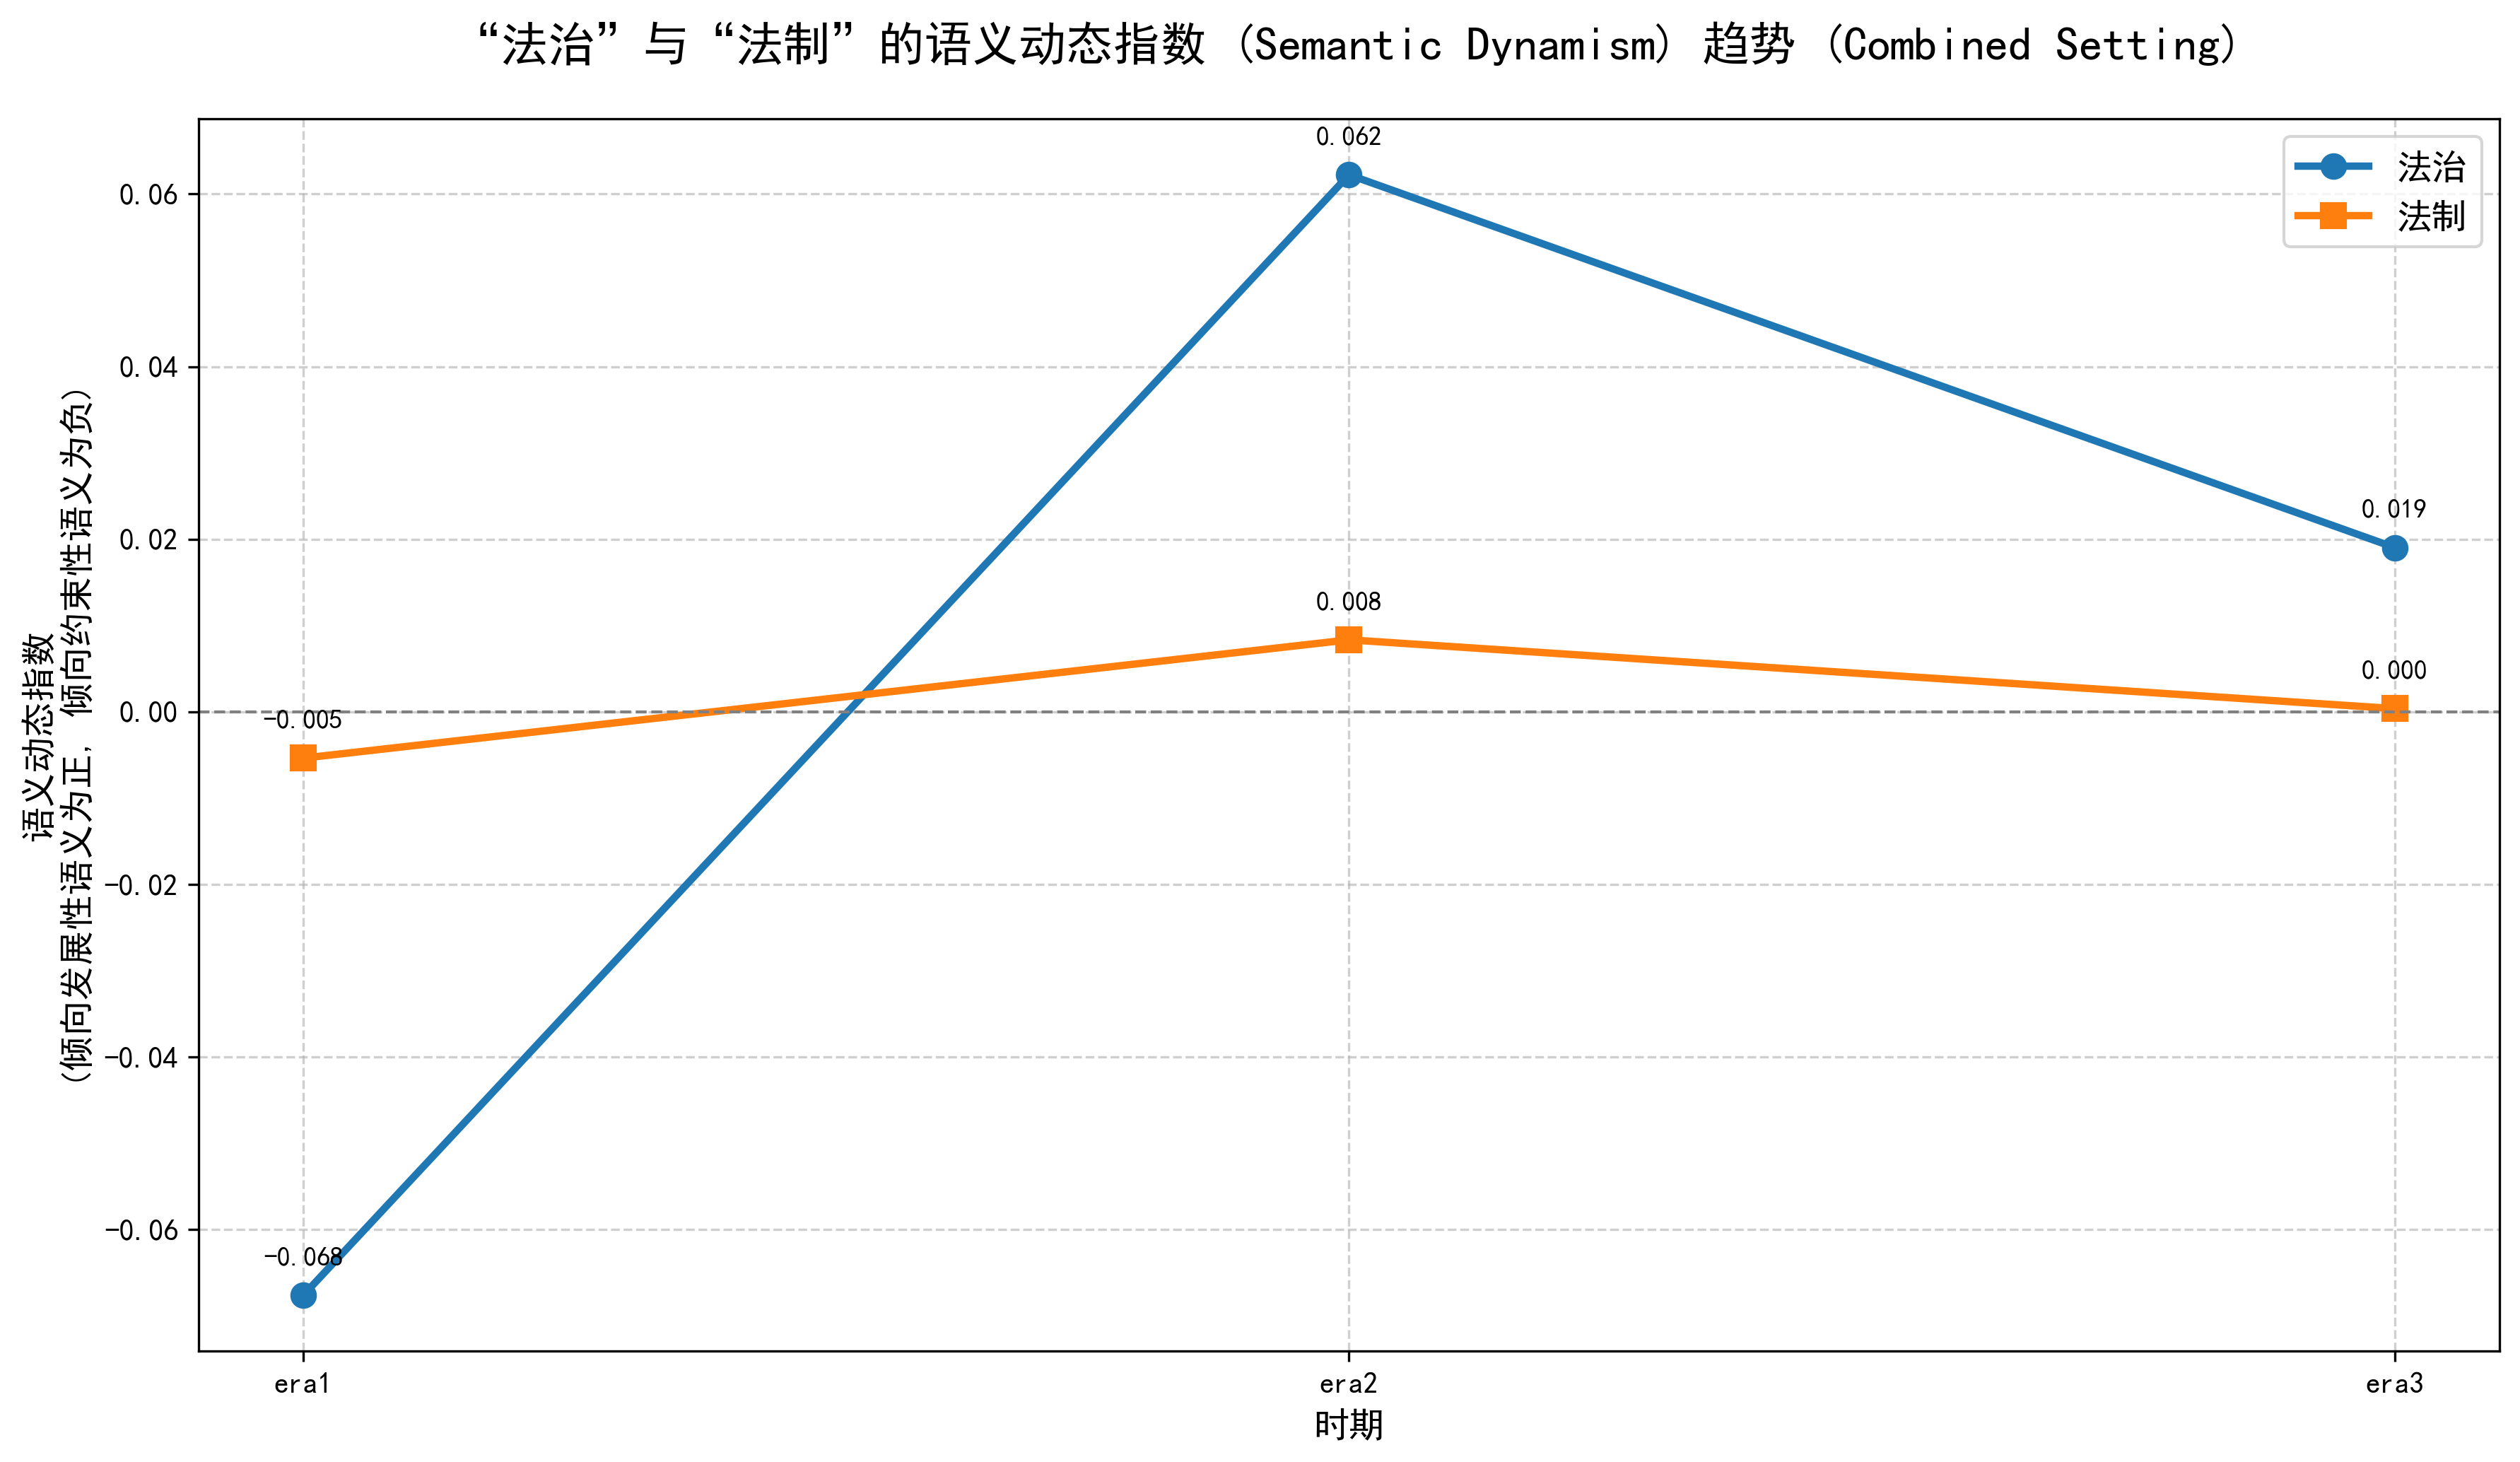 “法治”与“法制”的语义动态指数 (Semantic Dynamism) 趋势 (Combined Setting)
法治
法制
语义动态指数
(倾向发展性语义为正, 倾向约束性语义为负)
0.06
0.04
0.02
0.00
−0.02
−0.04
−0.06
0.062
0.019
0.008
0.000
−0.005
−0.068
era1
era2
era3
时期